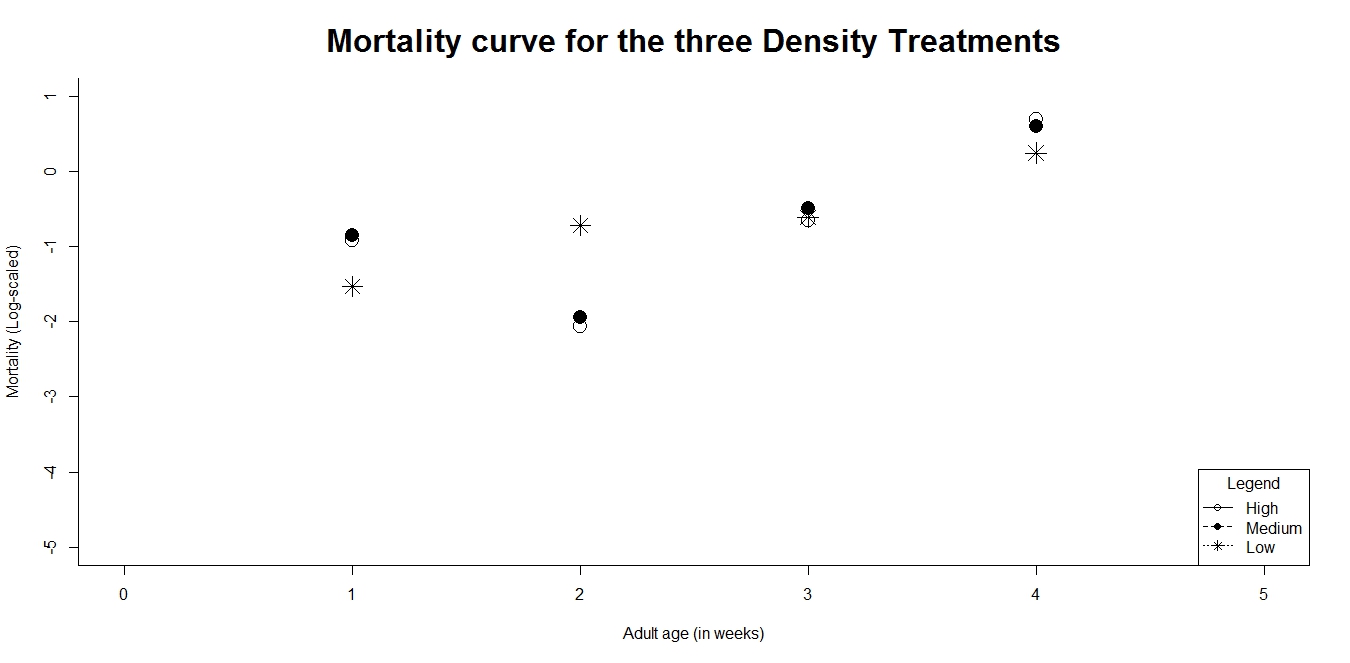 Mortality curve for the three Density Treatments
Mortality (Log-scaled)
1
0
-1
-2
-3
-4
-5
Legend
High
Medium
Low
0 1 2 3 4 5
Adult age (in weeks)